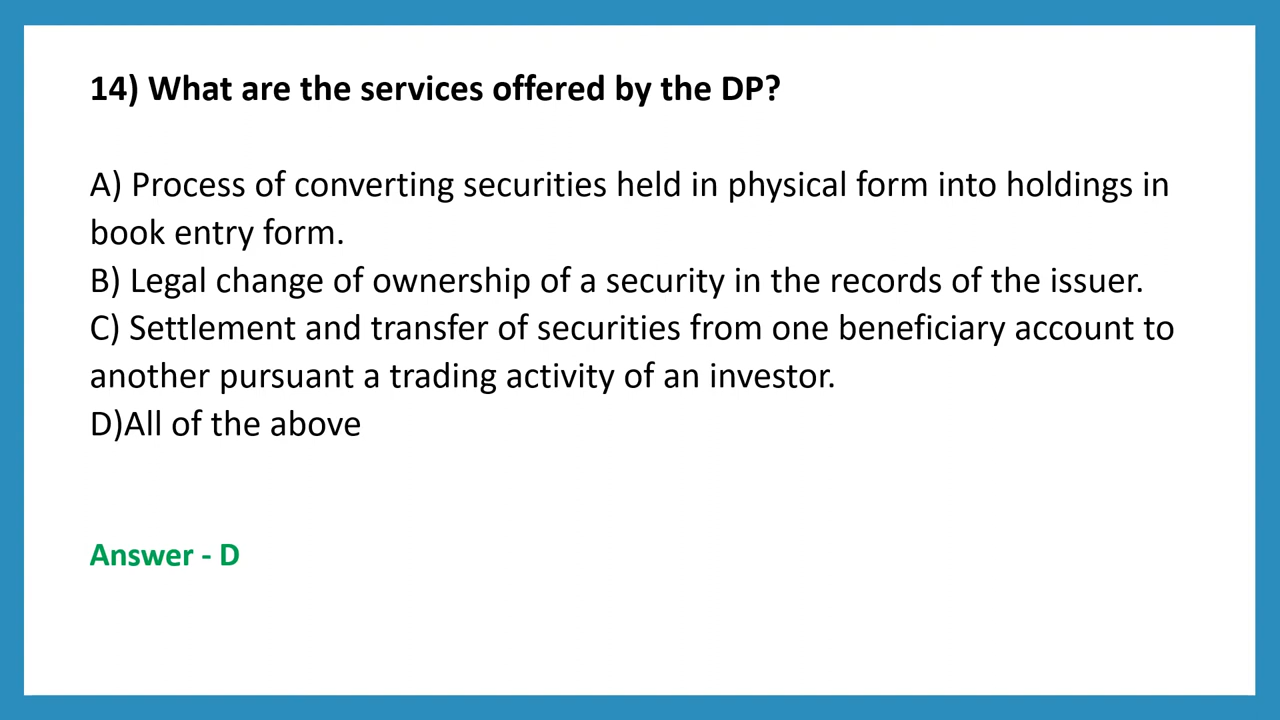 14) What are the services offered by the DP?
A) Process of converting securities held in physical form into holdings in
book entry form.
B) Legal change of ownership of a security in the records of the issuer.
C) Settlement and transfer of securities from one beneficiary account to
another pursuant a trading activity of an investor.
D)All of the above
Answer - D